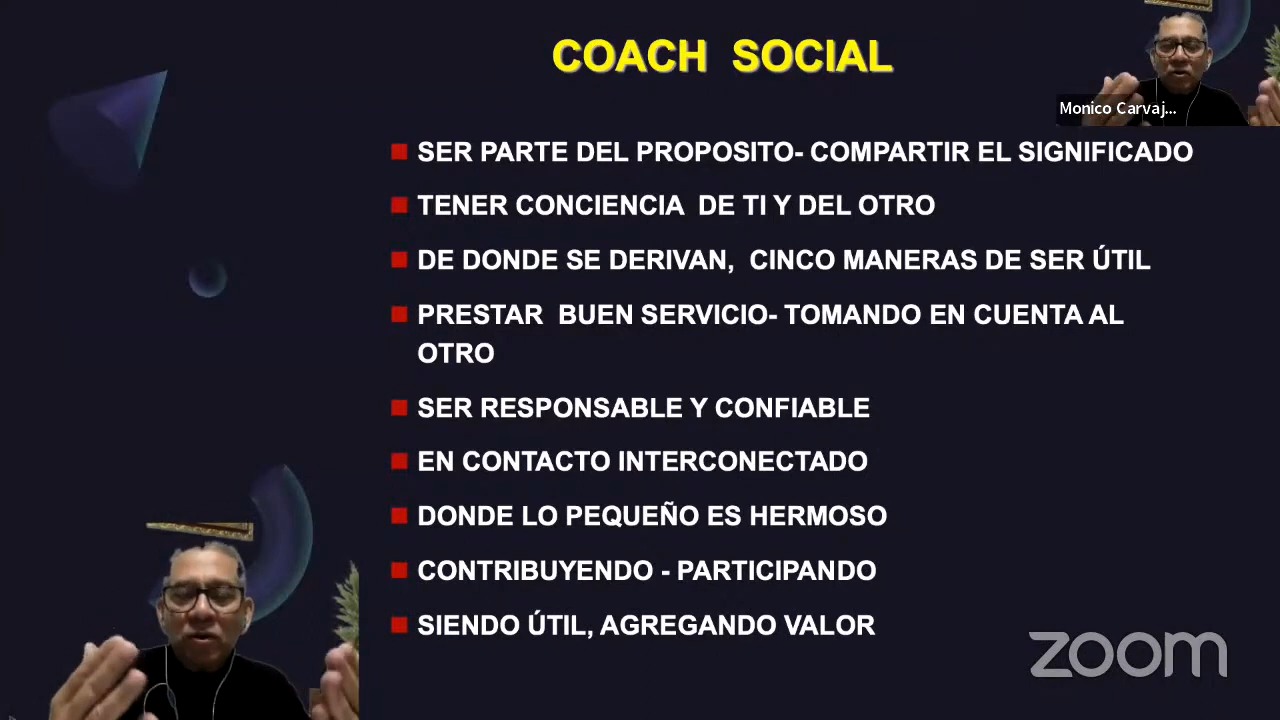 COACH SOCIAL
Monico Carvaj...
SER PARTE DEL PROPOSITO- COMPARTIR EL SIGNIFICADO
TENER CONCIENCIA DE TI Y DEL OTRO
DE DONDE SE DERIVAN, CINCO MANERAS DE SER ÚTIL
PRESTAR BUEN SERVICIO- TOMANDO EN CUENTA AL
OTRO
SER RESPONSABLE Y CONFIABLE
EN CONTACTO INTERCONECTADO
DONDE LO PEQUEÑO ES HERMOSO
CONTRIBUYENDO - PARTICIPANDO
SIENDO ÚTIL, AGREGANDO VALOR
zoom